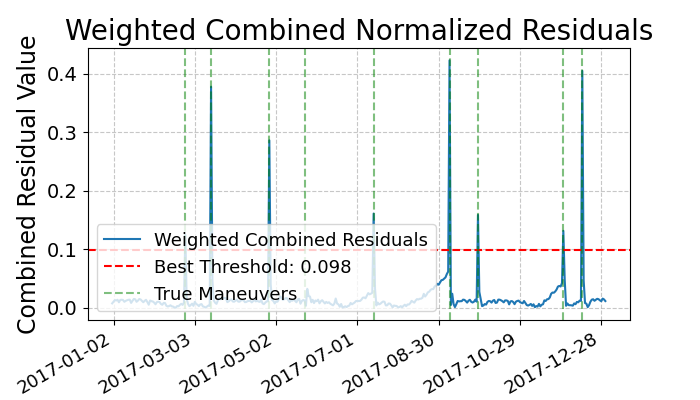 Weighted Combined Normalized Residuals
Combined Residual Value
0.4
0.3
0.2
0.1
0.0
Weighted Combined Residuals
Best Threshold: 0.098
True Maneuvers
2017-01-02
2017-03-03
2017-05-02
2017-07-01
2017-08-30
2017-10-29
2017-12-28